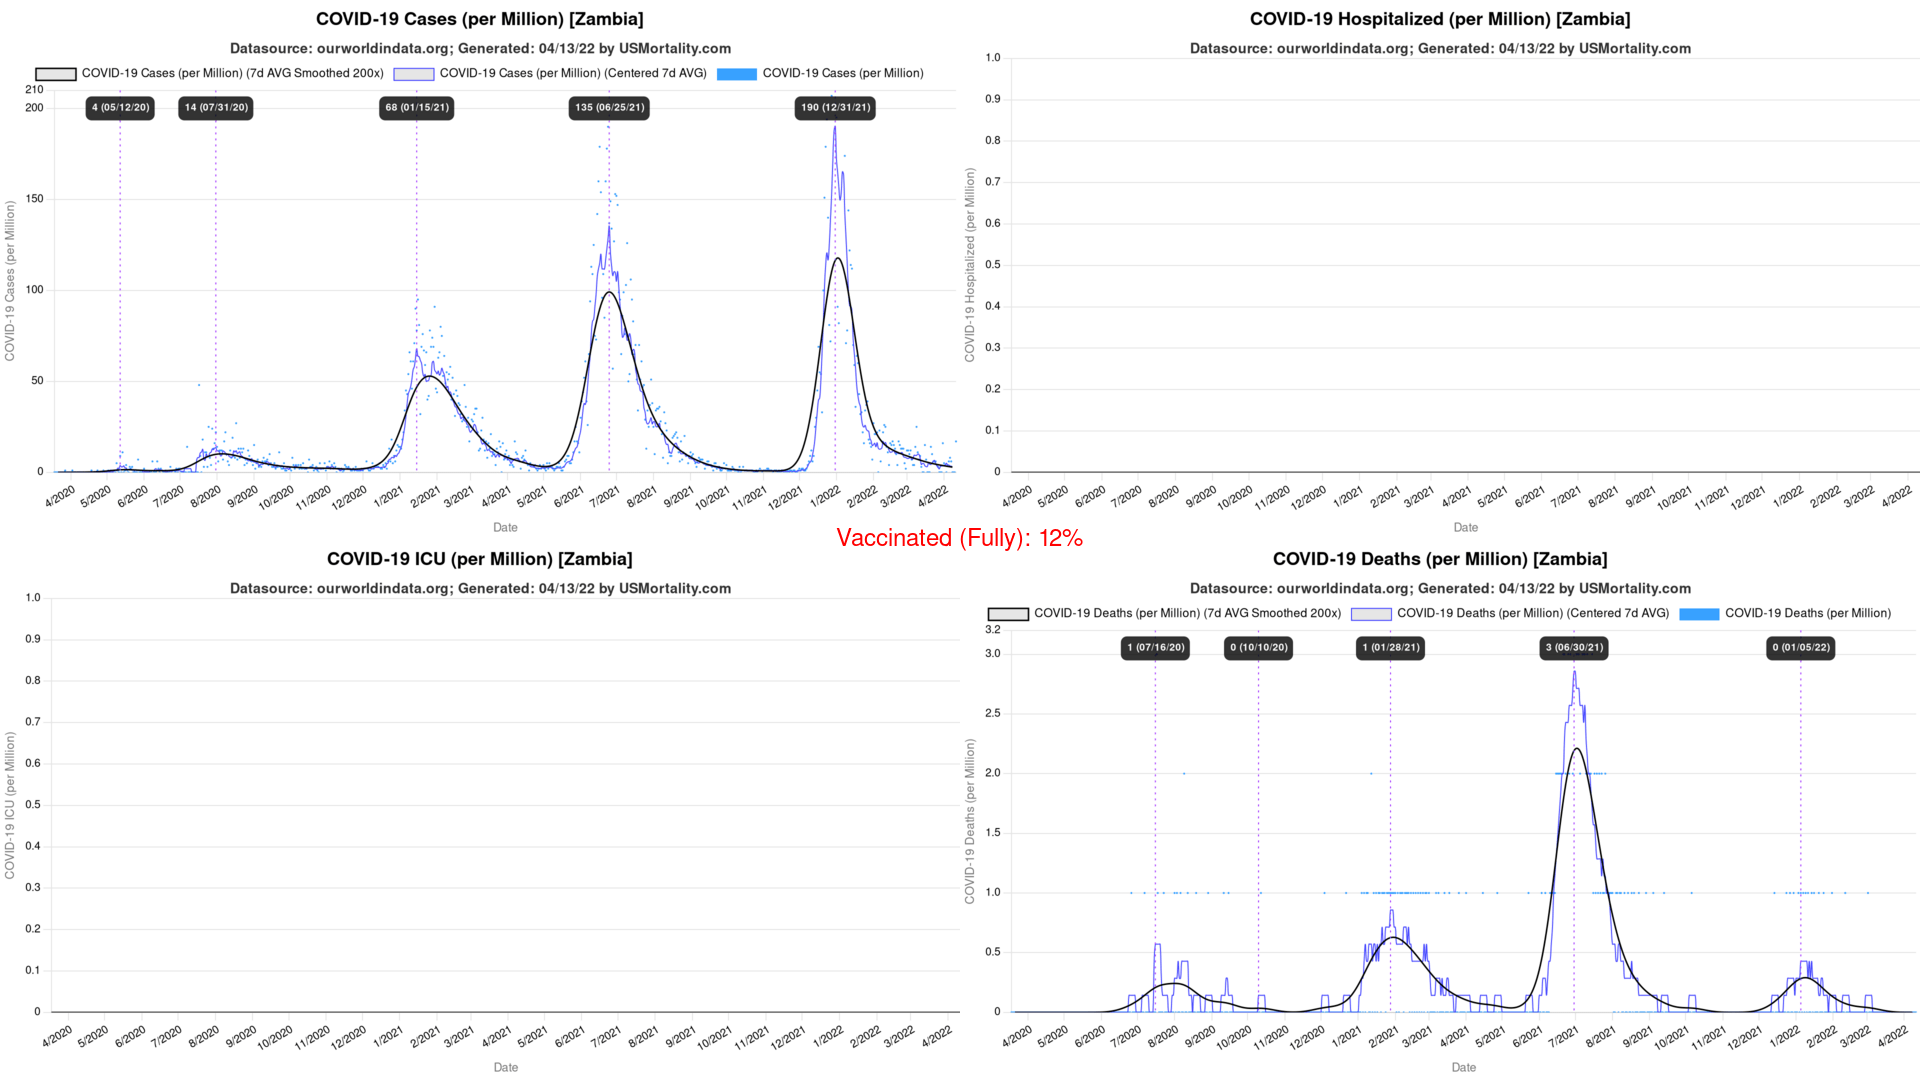 COVID-19 Cases (per Million) [Zambia]
Datasource: ourworldindata.org; Generated: 04/13/22 by USMortality.com
COVID-19 Cases (per Million) (7d AVG Smoothed 200x) COVID-19 Cases (per Million) (Centered 7d AVG) COVID-19 Cases (per Million)
210
200
150
100
50
0
COVID-19 Cases (per Million)
4 (05/12/20) 14 (07/31/20) 68 (01/15/21) 135 (06/25/21) 190 (12/31/21)
4/2020 5/2020 6/2020 7/2020 8/2020 9/2020 10/2020 11/2020 12/2020 1/2021 2/2021 3/2021 4/2021 5/2021 6/2021 7/2021 8/2021 9/2021 10/2021 11/2021 12/2021 1/2022 2/2022 3/2022 4/2022
Date
COVID-19 Hospitalized (per Million) [Zambia]
Datasource: ourworldindata.org; Generated: 04/13/22 by USMortality.com
1.0
0.9
0.8
0.7
0.6
0.5
0.4
0.3
0.2
0.1
0
COVID-19 Hospitalized (per Million)
4/2020 5/2020 6/2020 7/2020 8/2020 9/2020 10/2020 11/2020 12/2020 1/2021 2/2021 3/2021 4/2021 5/2021 6/2021 7/2021 8/2021 9/2021 10/2021 11/2021 12/2021 1/2022 2/2022 3/2022 4/2022
Date
Vaccinated (Fully): 12%
COVID-19 ICU (per Million) [Zambia]
Datasource: ourworldindata.org; Generated: 04/13/22 by USMortality.com
1.0
0.9
0.8
0.7
0.6
0.5
0.4
0.3
0.2
0.1
0
COVID-19 ICU (per Million)
4/2020 5/2020 6/2020 7/2020 8/2020 9/2020 10/2020 11/2020 12/2020 1/2021 2/2021 3/2021 4/2021 5/2021 6/2021 7/2021 8/2021 9/2021 10/2021 11/2021 12/2021 1/2022 2/2022 3/2022 4/2022
Date
COVID-19 Deaths (per Million) [Zambia]
Datasource: ourworldindata.org; Generated: 04/13/22 by USMortality.com
COVID-19 Deaths (per Million) (7d AVG Smoothed 200x) COVID-19 Deaths (per Million) (Centered 7d AVG) COVID-19 Deaths (per Million)
3.2
3.0
2.5
2.0
1.5
1.0
0.5
0
COVID-19 Deaths (per Million)
1 (07/16/20) 0 (10/10/20) 1 (01/28/21) 3 (06/30/21) 0 (01/05/22)
4/2020 5/2020 6/2020 7/2020 8/2020 9/2020 10/2020 11/2020 12/2020 1/2021 2/2021 3/2021 4/2021 5/2021 6/2021 7/2021 8/2021 9/2021 10/2021 11/2021 12/2021 1/2022 2/2022 3/2022 4/2022
Date